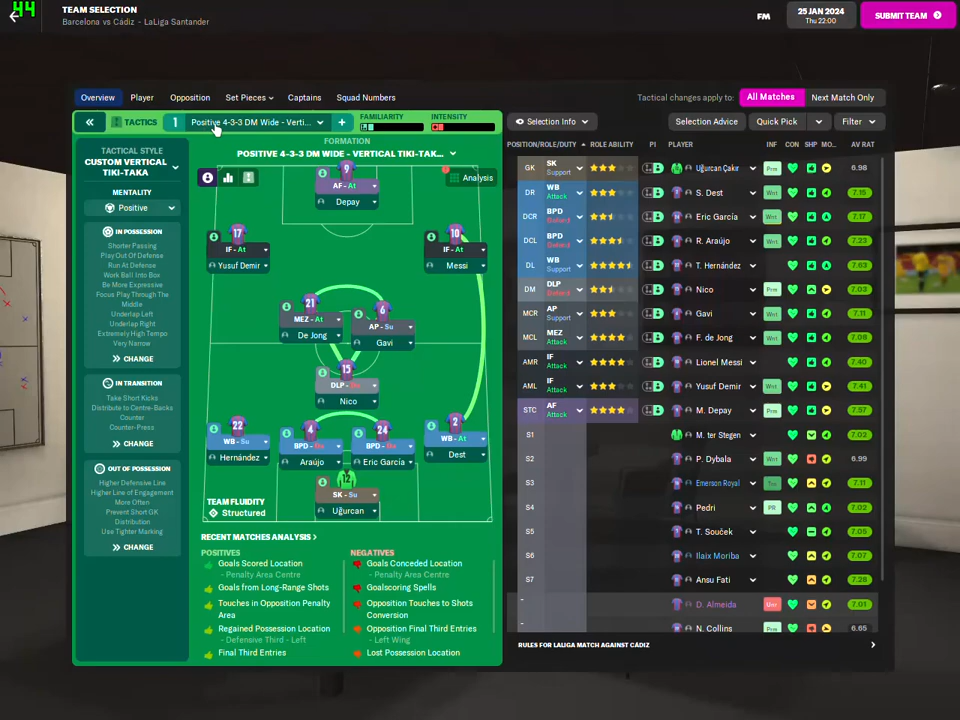 44
TEAM SELECTION
Barcelona vs Cádiz - LaLiga Santander
FM
25 JAN 2024
Thu 22:00
SUBMIT TEAM
Overview Player Opposition Set Pieces Captains Squad Numbers
Tactical changes apply to: All Matches Next Match Only
TACTICS 1 Positive 4-3-3 DM Wide - Verti... +
FAMILIARITY
INTENSITY
Selection Info Selection Advice Quick Pick Filter
TACTICAL STYLE
CUSTOM VERTICAL
TIKI-TAKA
MENTALITY
Positive
IN POSSESSION
Shorter Passing
Play Out Of Defense
Run At Defense
Work Ball Into Box
Be More Expressive
Focus Play Through The
Middle
Underlap Left
Underlap Right
Extremely High Tempo
Very Narrow
CHANGE
IN TRANSITION
Take Short Kicks
Distribute to Centre-Backs
Counter
Counter-Press
CHANGE
OUT OF POSSESSION
Higher Defensive Line
Higher Line of Engagement
More Often
Prevent Short GK
Distribution
Use Tighter Marking
CHANGE
FORMATION
POSITIVE 4-3-3 DM WIDE - VERTICAL TIKI-TAK...
Analysis
9
AF - At
Depay
17
IF - At
Yusuf Demir
10
IF - At
Messi
21
MEZ - At
De Jong
6
AP - Su
Gavi
15
DLP - De
Nico
22
WB - Su
Hernández
4
BPD - De
Araújo
24
BPD - De
Eric García
2
WB - At
Dest
12
SK - Su
Uğurcan
TEAM FLUIDITY
Structured
RECENT MATCHES ANALYSIS
POSITIVES
Goals Scored Location
- Penalty Area Centre
Goals from Long-Range Shots
Touches in Opposition Penalty
Area
Regained Possession Location
- Defensive Third - Left
Final Third Entries
NEGATIVES
Goals Conceded Location
- Penalty Area Centre
Goalscoring Spells
Opposition Touches to Shots
Conversion
Opposition Final Third Entries
- Left Wing
Lost Possession Location
POSITION/ROLE/DUTY ROLE ABILITY PI PLAYER INF CON SHP MO... AV RAT
GK SK Support Uğurcan Çakır Prm 6.98
DR WB Attack S. Dest Wnt 7.15
DCR BPD Defend Eric García Wnt 7.17
DCL BPD Defend R. Araújo Wnt 7.23
DL WB Support T. Hernández 7.63
DM DLP Defend Nico Prm 7.03
MCR AP Support Gavi Prm 7.11
MCL MEZ Attack F. de Jong Wnt 7.08
AMR IF Attack Lionel Messi 7.40
AML IF Attack Yusuf Demir Wnt 7.41
STC AF Attack M. Depay Prm 7.57
S1 M. ter Stegen 7.02
S2 P. Dybala Wnt 6.99
S3 Emerson Royal 7.11
S4 Pedri PR 7.02
S5 T. Souček 7.05
S6 Ilaix Moriba 7.07
S7 Ansu Fati 7.28
- D. Almeida Unr 7.01
- N. Collins Prm 6.65
RULES FOR LALIGA MATCH AGAINST CÁDIZ